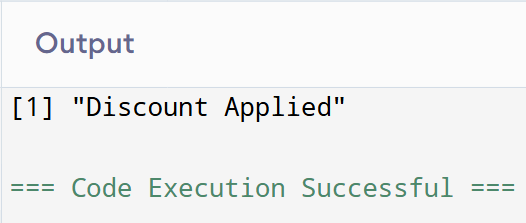 Output
[1] "Discount Applied"
=== Code Execution Successful ===